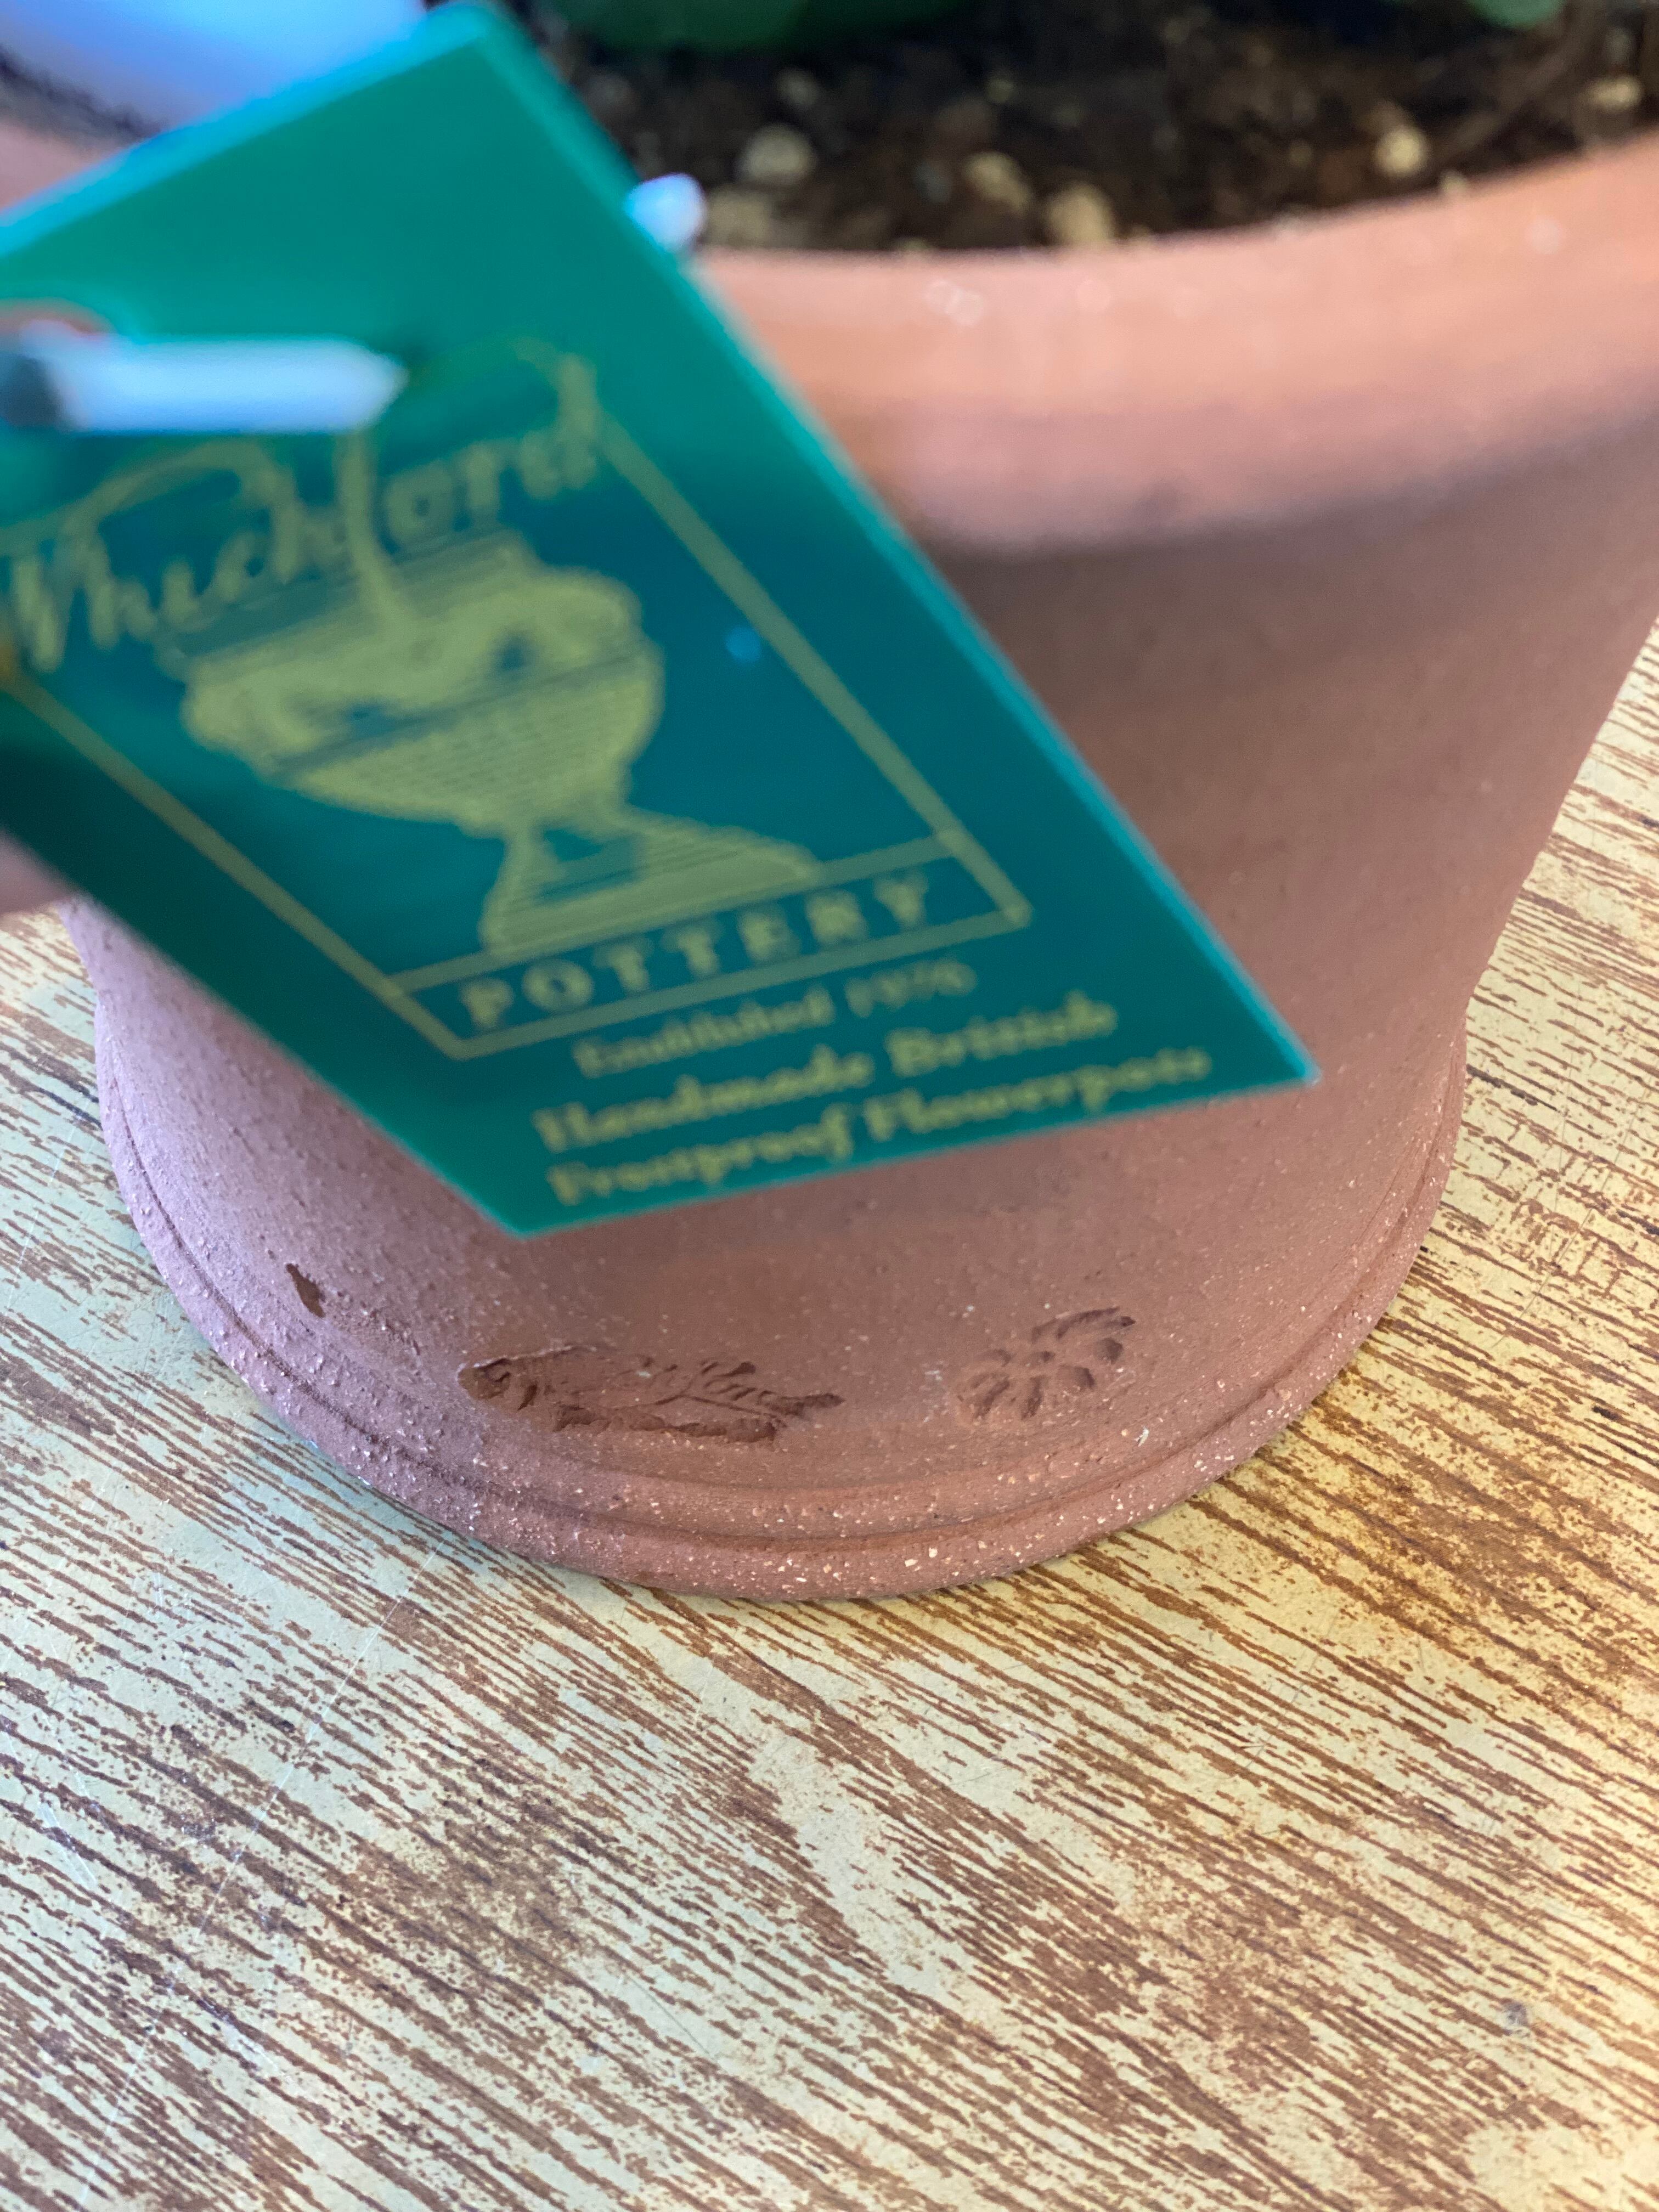 Whichford
POTTERY
Established 1976
Handmade British
Frostproof Flowerpots